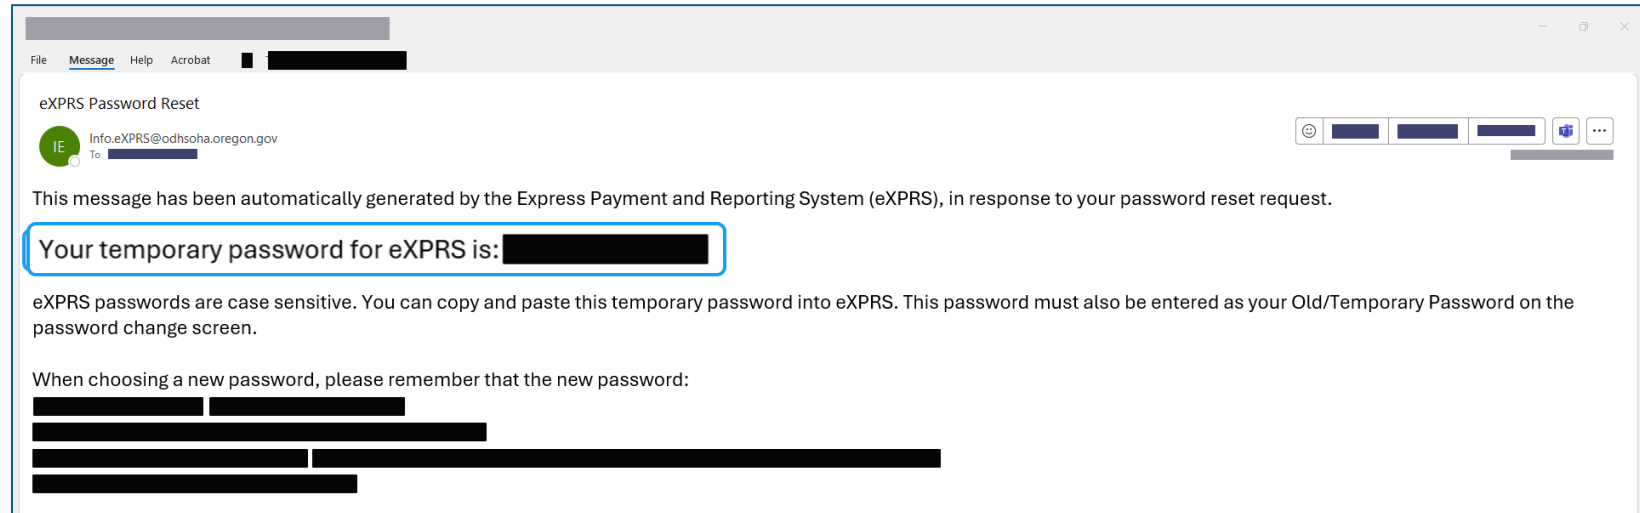 File Message Help Acrobat
eXPRS Password Reset
IE
Info.eXPRS@odhsoha.oregon.gov
To
This message has been automatically generated by the Express Payment and Reporting System (eXPRS), in response to your password reset request.
Your temporary password for eXPRS is:
eXPRS passwords are case sensitive. You can copy and paste this temporary password into eXPRS. This password must also be entered as your Old/Temporary Password on the
password change screen.
When choosing a new password, please remember that the new password: